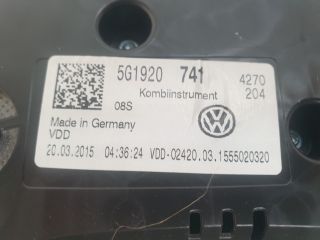 5G1920 741 4270
Kombiinstrument 204
08S
Made in Germany
VDD
20.03.2015 04:36:24 VDD-02420.03.1555020320